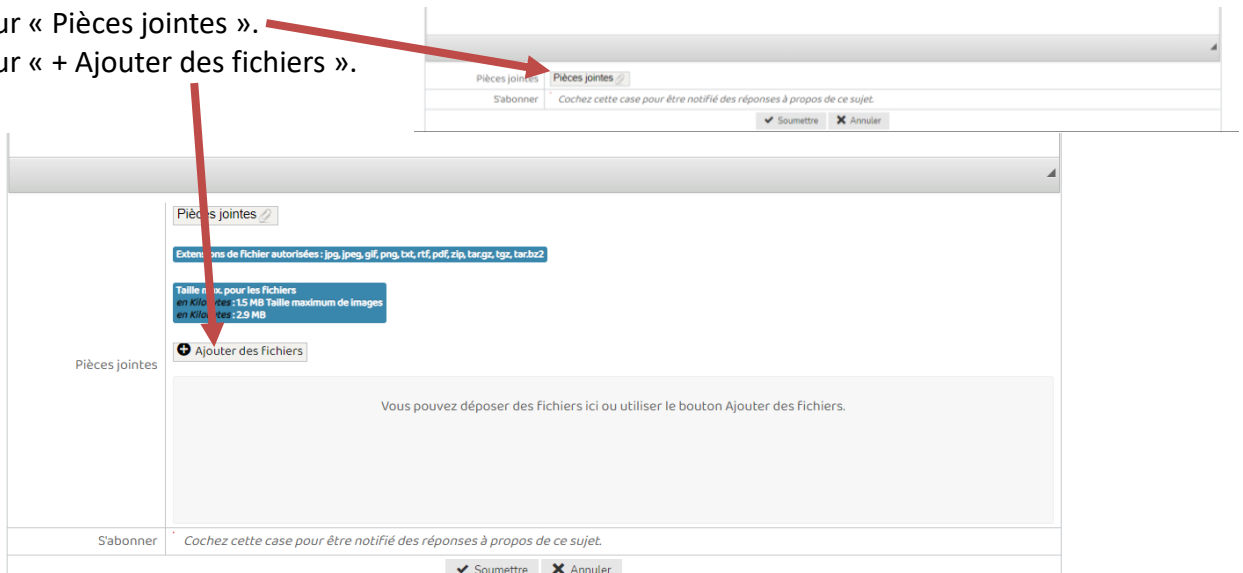 ur « Pièces jointes ».
ur « + Ajouter des fichiers ».
Pièces jointes Pièces jointes
S'abonner Cochez cette case pour être notifié des réponses à propos de ce sujet.
✔ Soumettre ✖ Annuler
Pièces jointes
Extensions de fichier autorisées : jpg, jpeg, gif, png, txt, rtf, pdf, zip, tar.gz, tgz, tar.bz2
Taille max. pour les fichiers
en Kilobytes : 1.5 MB Taille maximum de images
en Kilobytes : 2.9 MB
Ajouter des fichiers
Pièces jointes
Vous pouvez déposer des fichiers ici ou utiliser le bouton Ajouter des fichiers.
S'abonner Cochez cette case pour être notifié des réponses à propos de ce sujet.
✔ Soumettre ✖ Annuler